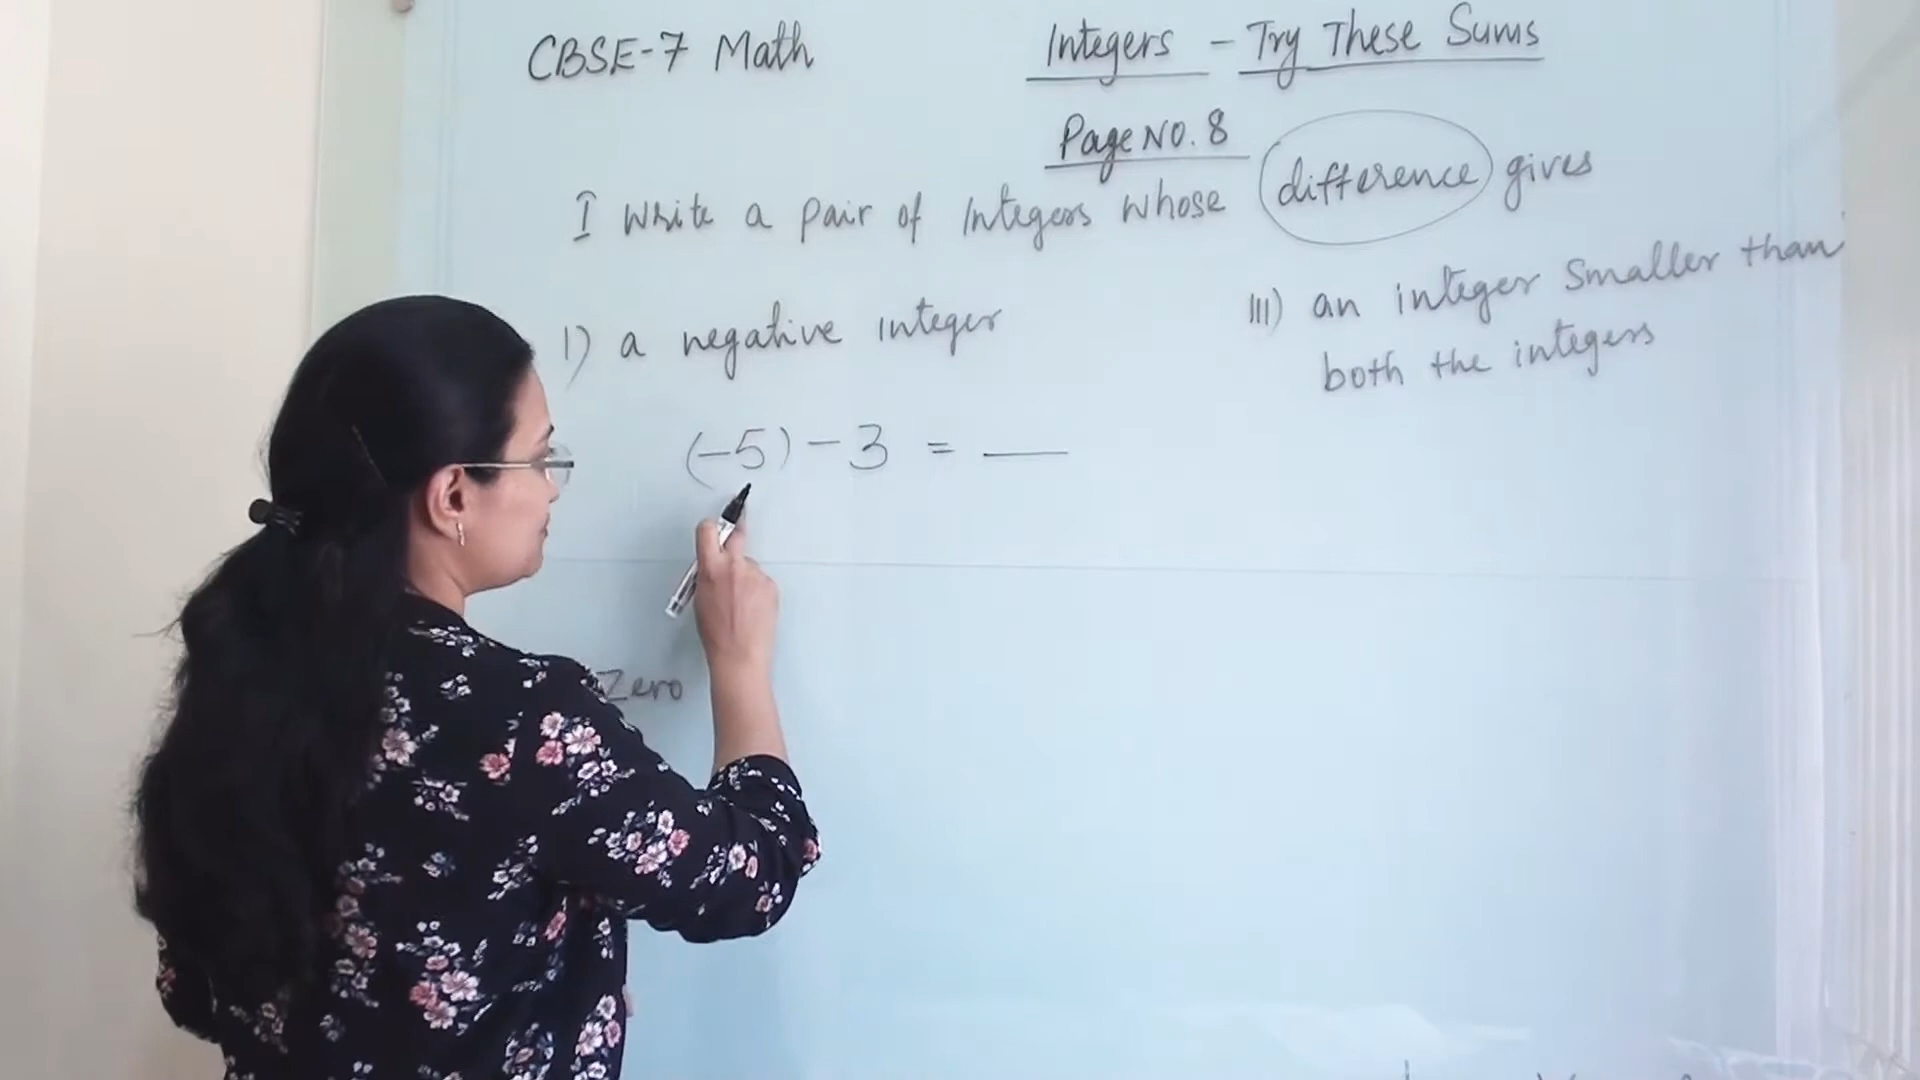 CBSE-7 Math
Integers - Try These Sums
Page NO. 8
I Write a pair of Integers whose difference gives
I) a negative integer
(-5) - 3 = __
Zero
III) an integer smaller than
both the integers